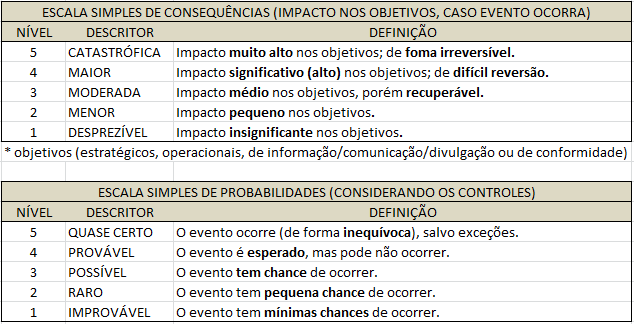 ESCALA SIMPLES DE CONSEQUÊNCIAS (IMPACTO NOS OBJETIVOS, CASO EVENTO OCORRA)
NÍVEL DESCRITOR DEFINIÇÃO
5 CATASTRÓFICA Impacto muito alto nos objetivos; de foma irreversível.
4 MAIOR Impacto significativo (alto) nos objetivos; de difícil reversão.
3 MODERADA Impacto médio nos objetivos, porém recuperável.
2 MENOR Impacto pequeno nos objetivos.
1 DESPREZÍVEL Impacto insignificante nos objetivos.
* objetivos (estratégicos, operacionais, de informação/comunicação/divulgação ou de conformidade)
ESCALA SIMPLES DE PROBABILIDADES (CONSIDERANDO OS CONTROLES)
NÍVEL DESCRITOR DEFINIÇÃO
5 QUASE CERTO O evento ocorre (de forma inequívoca), salvo exceções.
4 PROVÁVEL O evento é esperado, mas pode não ocorrer.
3 POSSÍVEL O evento tem chance de ocorrer.
2 RARO O evento tem pequena chance de ocorrer.
1 IMPROVÁVEL O evento tem mínimas chances de ocorrer.